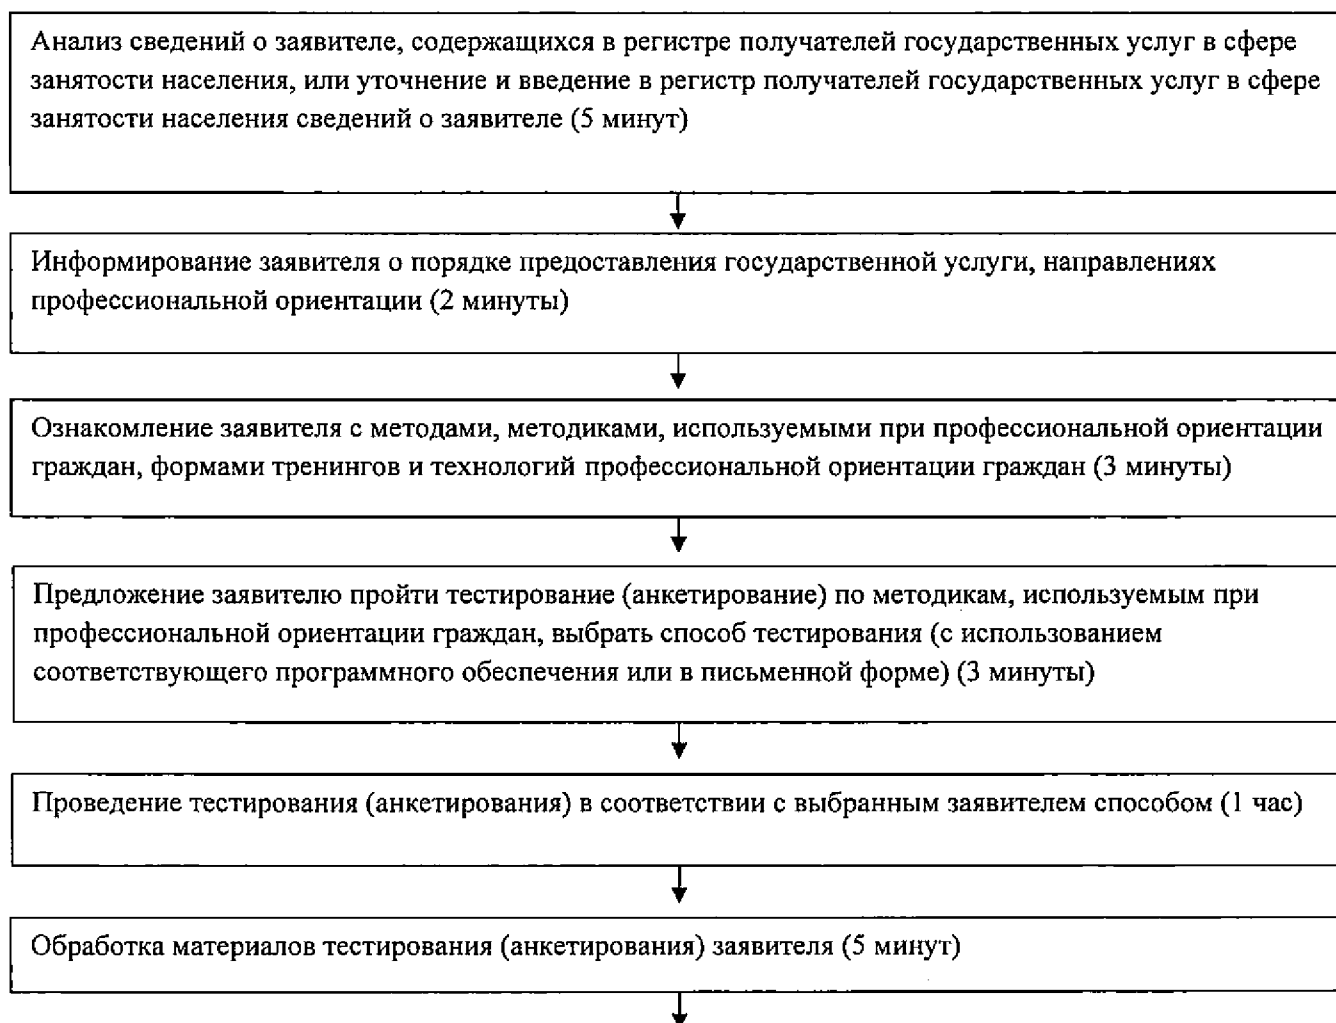 Анализ сведений о заявителе, содержащихся в регистре получателей государственных услуг в сфере
занятости населения, или уточнение и введение в регистр получателей государственных услуг в сфере
занятости населения сведений о заявителе (5 минут)
Информирование заявителя о порядке предоставления государственной услуги, направлениях
профессиональной ориентации (2 минуты)
Ознакомление заявителя с методами, методиками, используемыми при профессиональной ориентации
граждан, формами тренингов и технологий профессиональной ориентации граждан (3 минуты)
Предложение заявителю пройти тестирование (анкетирование) по методикам, используемым при
профессиональной ориентации граждан, выбрать способ тестирования (с использованием
соответствующего программного обеспечения или в письменной форме) (3 минуты)
Проведение тестирования (анкетирования) в соответствии с выбранным заявителем способом (1 час)
Обработка материалов тестирования (анкетирования) заявителя (5 минут)